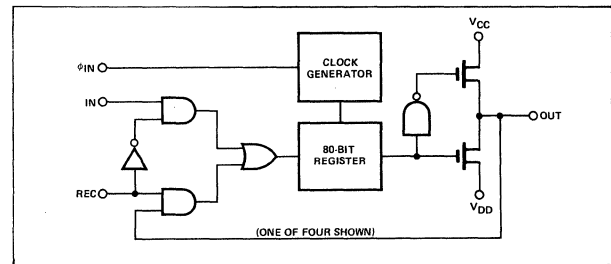 VCC
CLOCK
GENERATOR
ϕIN
IN
OUT
80-BIT
REGISTER
REC
VDD
(ONE OF FOUR SHOWN)